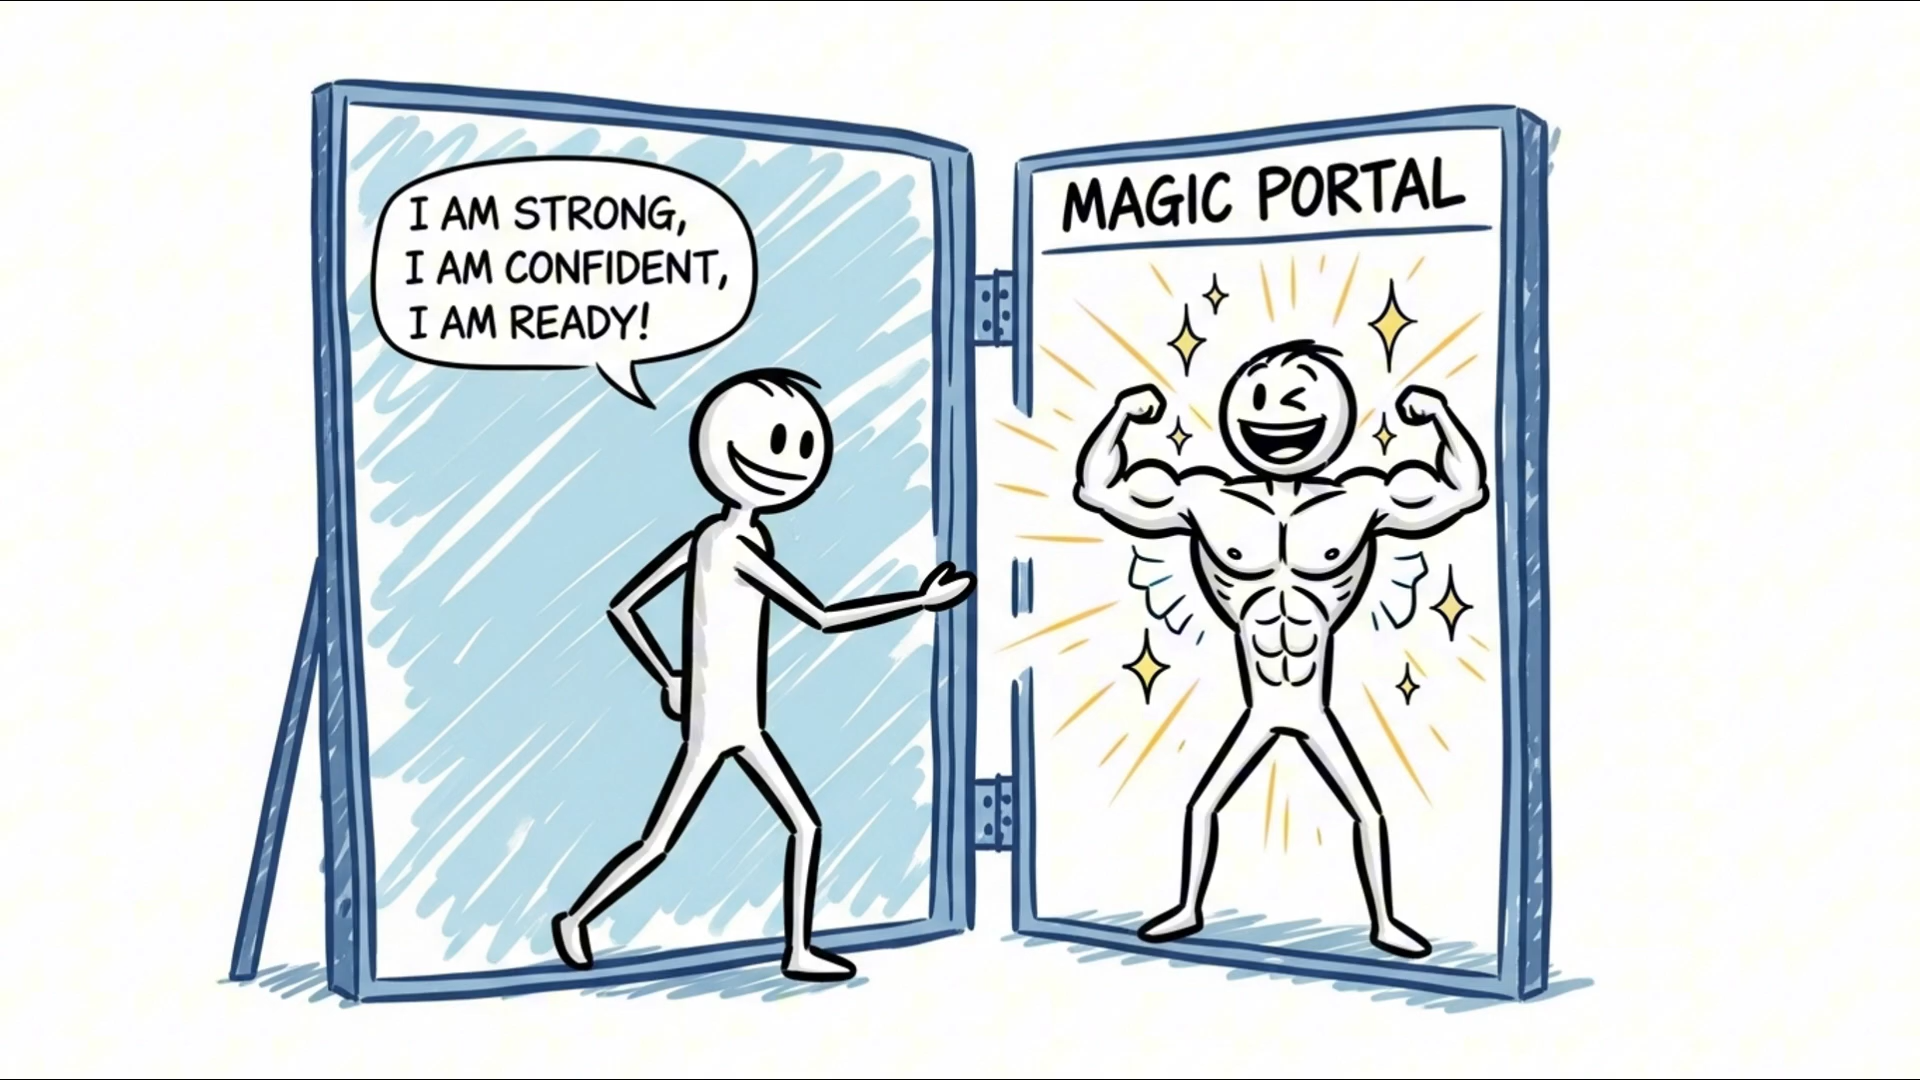 I AM STRONG,
I AM CONFIDENT,
I AM READY!
MAGIC PORTAL